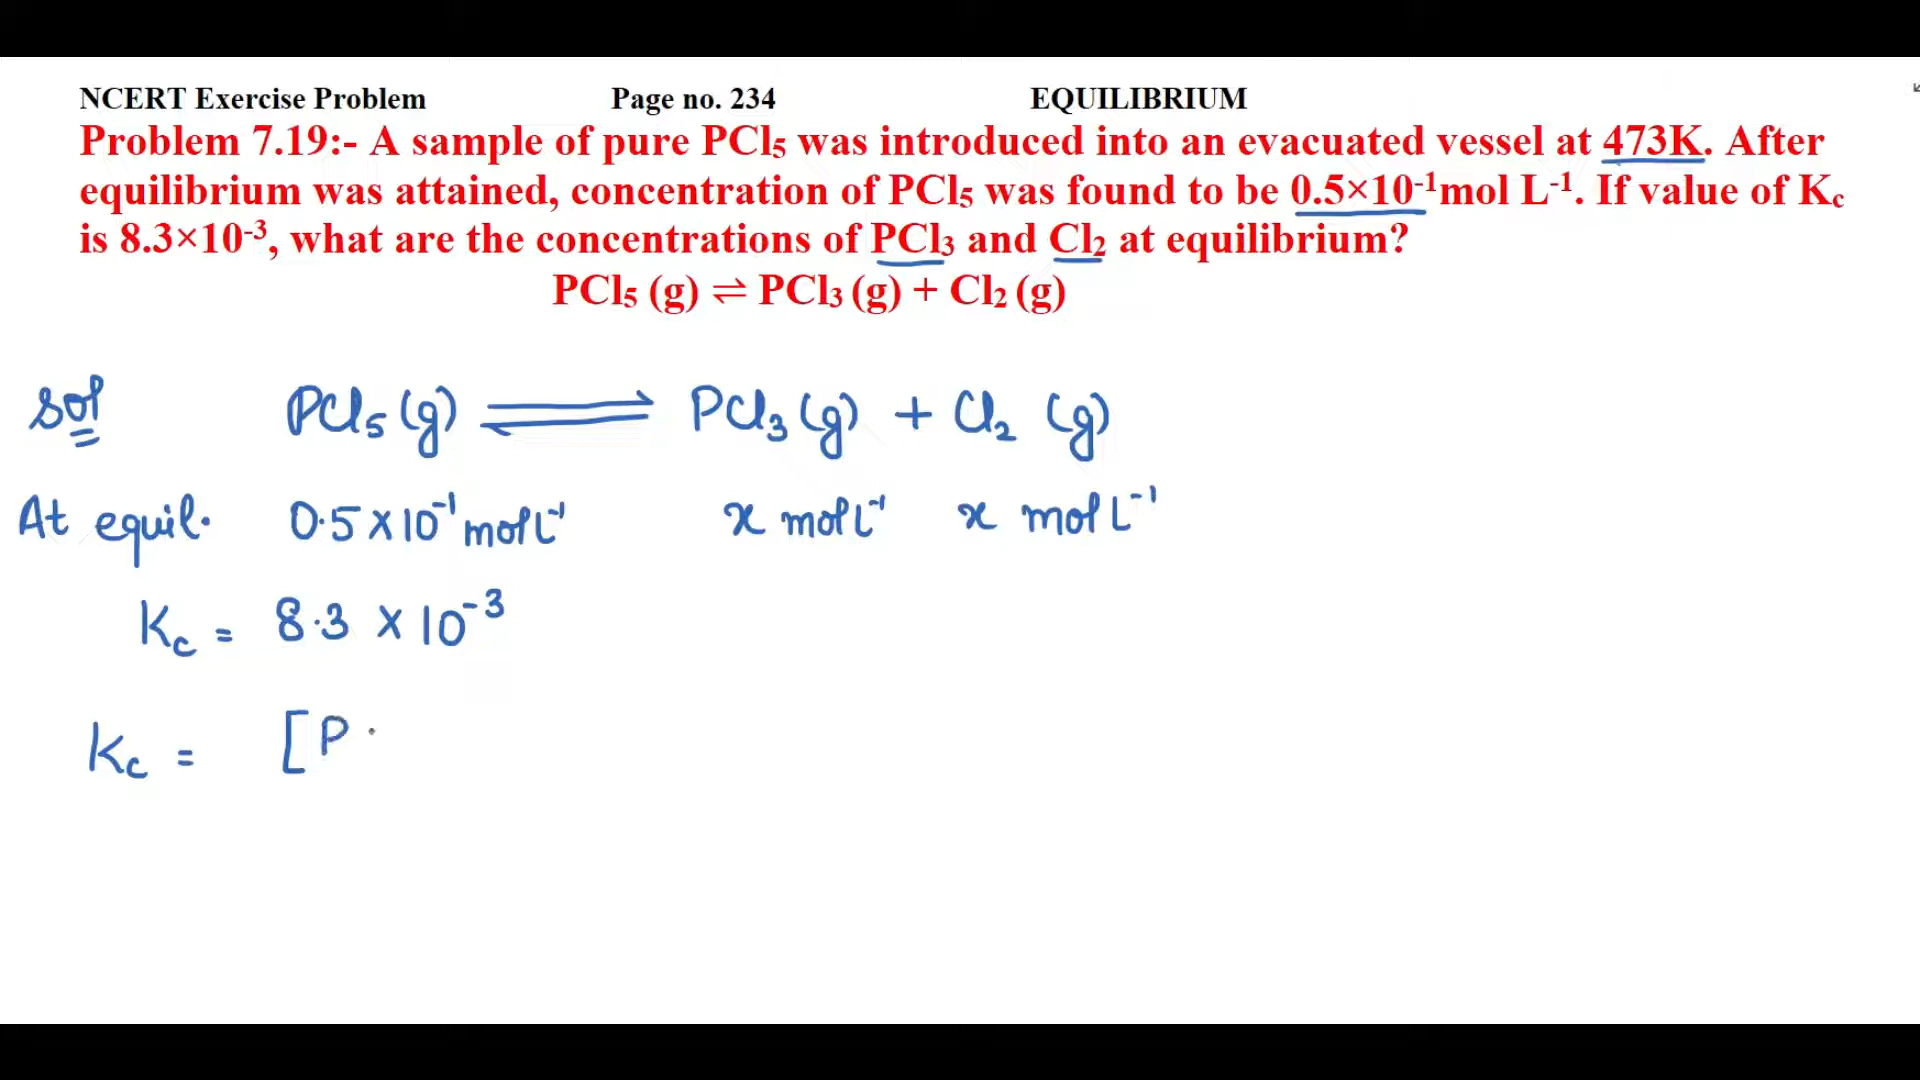 NCERT Exercise Problem Page no. 234 EQUILIBRIUM
Problem 7.19:- A sample of pure PCl₅ was introduced into an evacuated vessel at 473K. After
equilibrium was attained, concentration of PCl₅ was found to be 0.5×10⁻¹mol L⁻¹. If value of Kc
is 8.3×10⁻³, what are the concentrations of PCl₃ and Cl₂ at equilibrium?
PCl₅ (g) ⇌ PCl₃ (g) + Cl₂ (g)
Sol PCl₅ (g) ⇌ PCl₃ (g) + Cl₂ (g)
At equil. 0.5 × 10⁻¹ mol L⁻¹ x mol L⁻¹ x mol L⁻¹
Kc = 8.3 × 10⁻³
Kc = [P